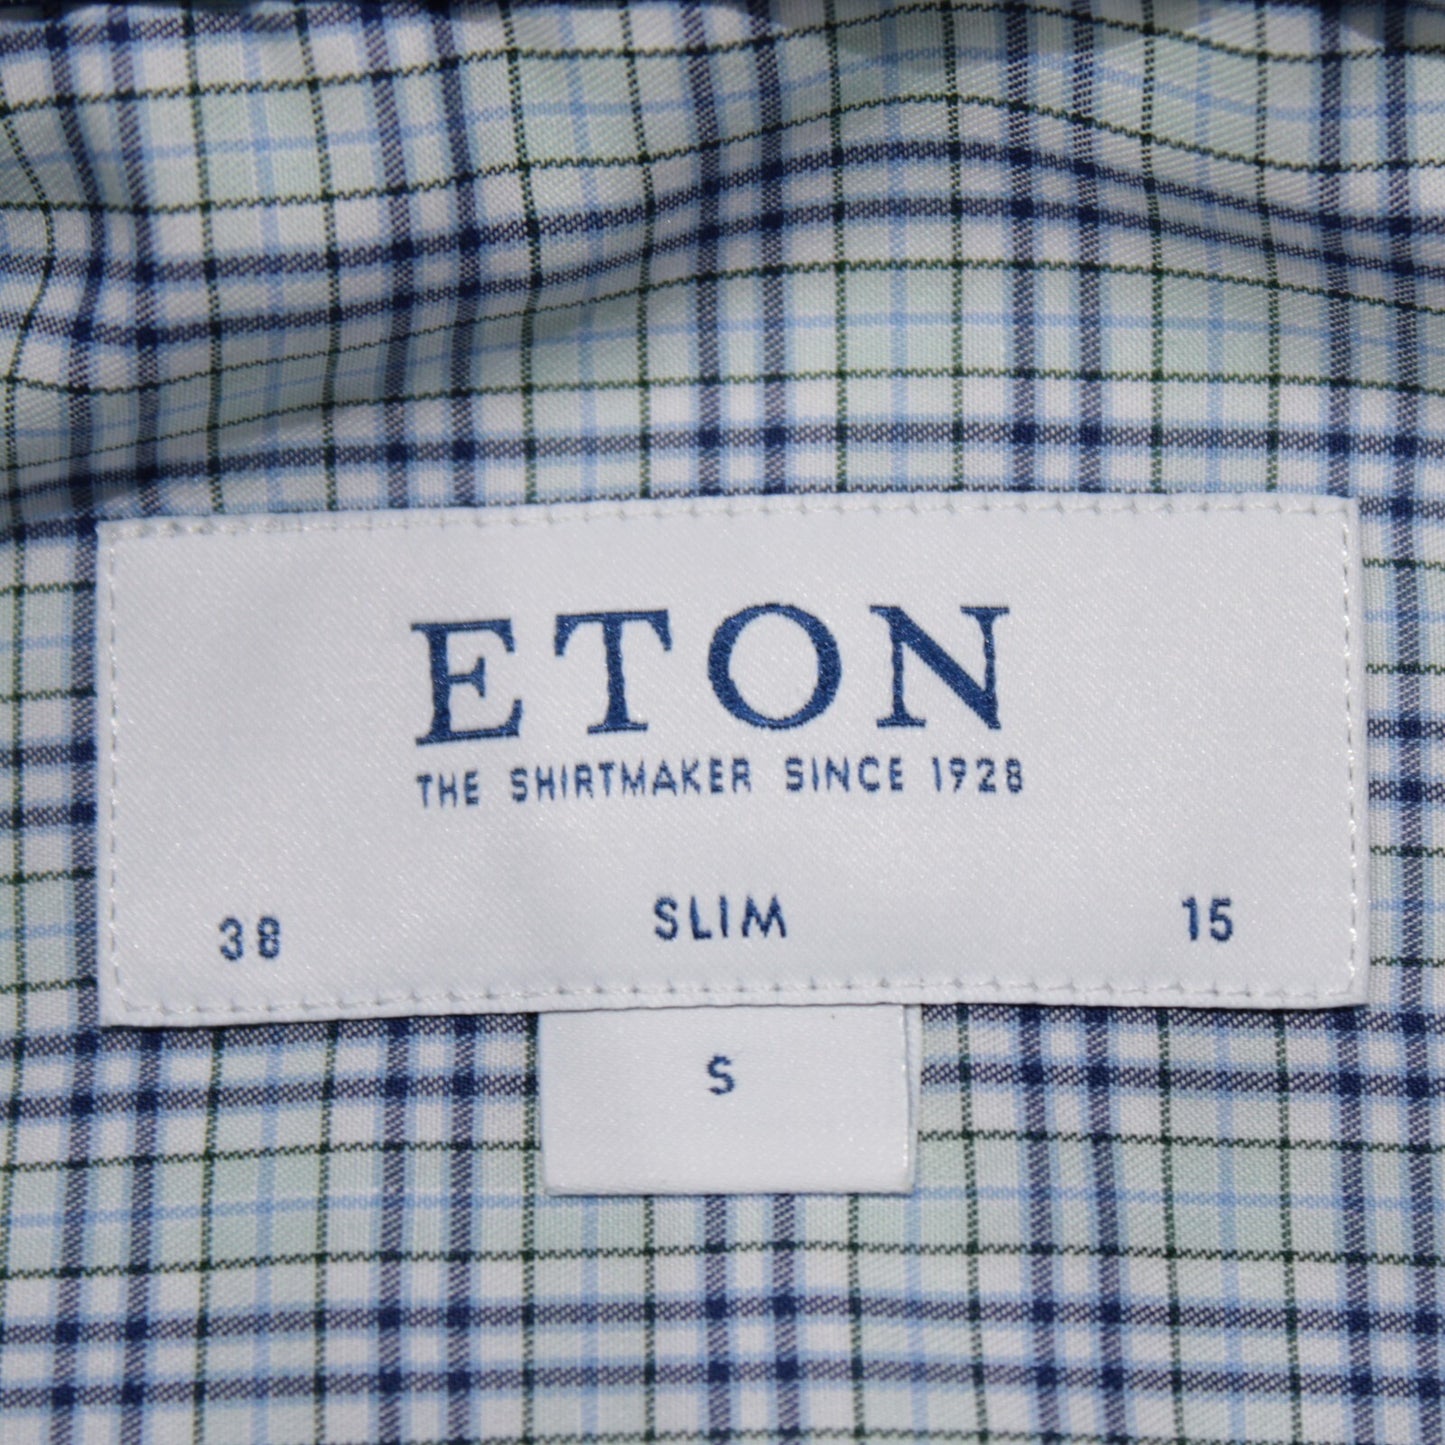 ETON
THE SHIRTMAKER SINCE 1928
38 SLIM 15
S